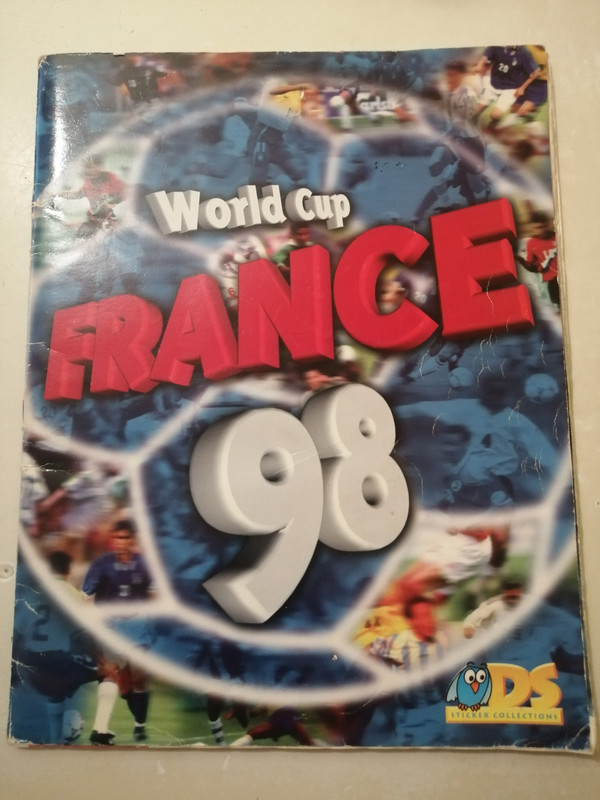 World Cup
FRANCE
98
DS
STICKER COLLECTIONS